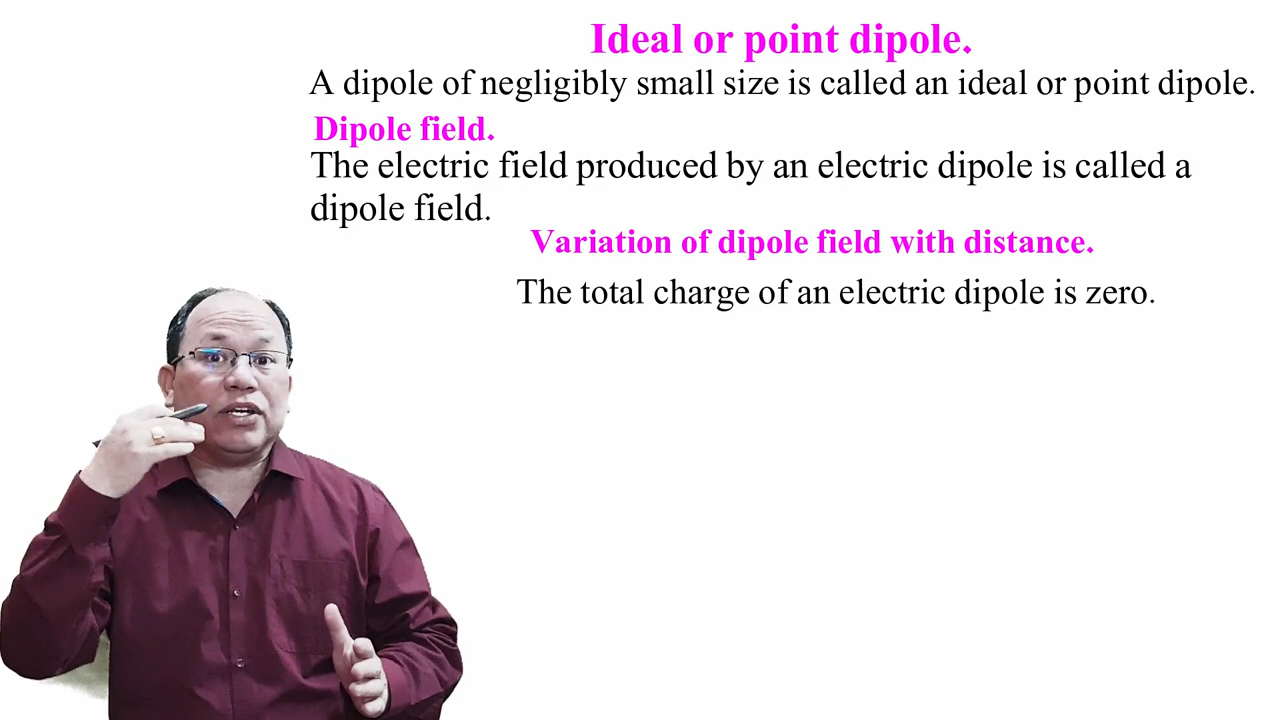 Ideal or point dipole.
A dipole of negligibly small size is called an ideal or point dipole.
Dipole field.
The electric field produced by an electric dipole is called a
dipole field.
Variation of dipole field with distance.
The total charge of an electric dipole is zero.